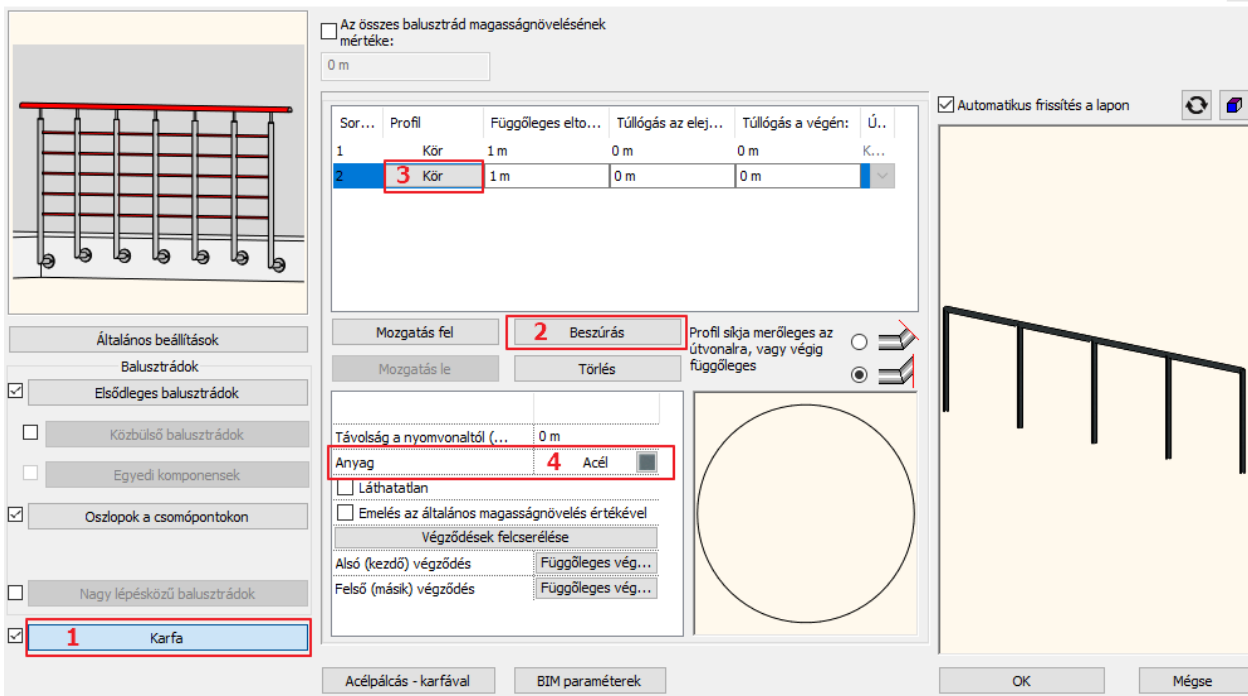 Az összes balusztrád magasságnövelésének
mértéke:
0 m
Automatikus frissítés a lapon
Sor... Profil Függőleges elto... Túllógás az elej... Túllógás a végén: Ú..
1 Kör 1 m 0 m 0 m K...
2 3 Kör 1 m 0 m 0 m
Általános beállítások
Balusztrádok
Elsődleges balusztrádok
Közbülső balusztrádok
Egyedi komponensek
Oszlopok a csomópontokon
Nagy lépésközű balusztrádok
1 Karfa
Mozgatás fel
2 Beszúrás
Mozgatás le
Törlés
Profil síkja merőleges az
útvonalra, vagy végig
függőleges
Távolság a nyomvonaltól (... 0 m
Anyag 4 Acél
Láthatatlan
Emelés az általános magasságnövelés értékével
Végződések felcserélése
Alsó (kezdő) végződés Függőleges vég...
Felső (másik) végződés Függőleges vég...
Acélpálcás - karfával
BIM paraméterek
OK
Mégse